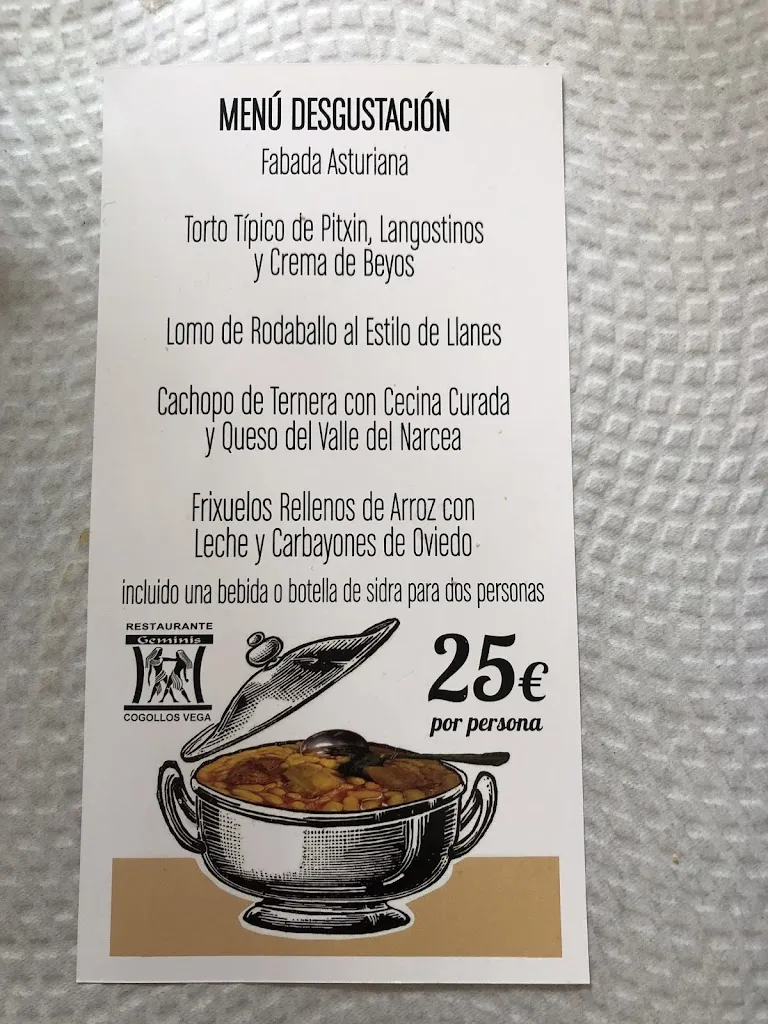 MENÚ DESGUSTACIÓN
Fabada Asturiana
Torto Típico de Pitxin, Langostinos
y Crema de Beyos
Lomo de Rodaballo al Estilo de Llanes
Cachopo de Ternera con Cecina Curada
y Queso del Valle del Narcea
Frixuelos Rellenos de Arroz con
Leche y Carbayones de Oviedo
incluido una bebida o botella de sidra para dos personas
RESTAURANTE
Geminis
COGOLLOS VEGA
25€
por persona